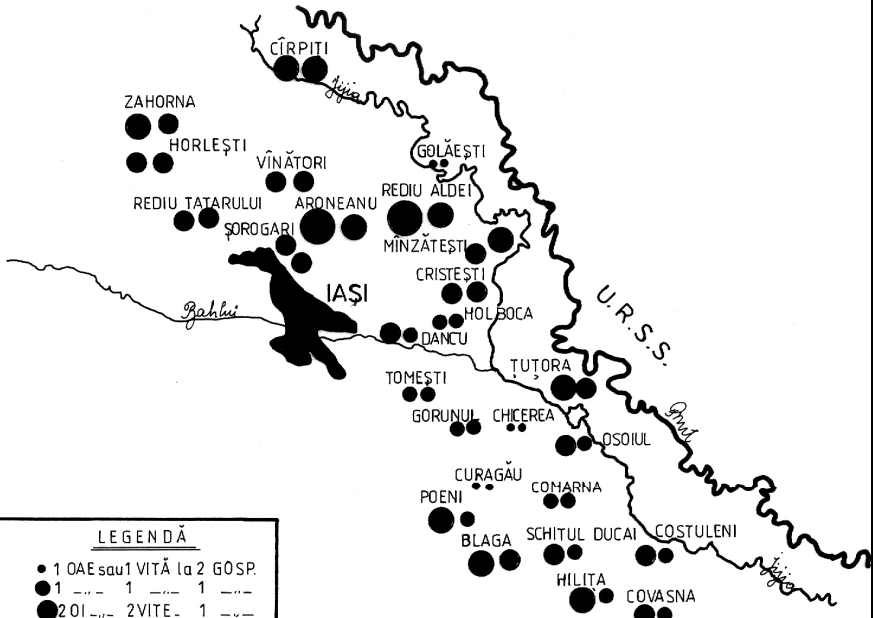 CÎRPIȚI
Jijia
ZAHORNA
HORLEȘTI
GOLĂEȘTI
VÎNĂTORI
REDIU ALDEI
REDIU TATARULUI
ARONEANU
ȘOROGARI
MÎNZĂTEȘTI
CRISTEȘTI
IAȘI
U.R.S.S.
Bahlui
HOLBOCA
DANCU
ȚUȚORA
TOMEȘTI
Prut
GORUNUL
CHICEREA
OSOIUL
CURAGĂU
COMARNA
POENI
BLAGA
SCHITUL DUCAI
COSTULENI
Jijia
HILIȚA
COVASNA
LEGENDĂ
1 OAE sau 1 VITĂ la 2 GOSP.
1 _„_ 1 _„_ 1 _„_
2 OI _„_ 2 VITE _ 1 _„_